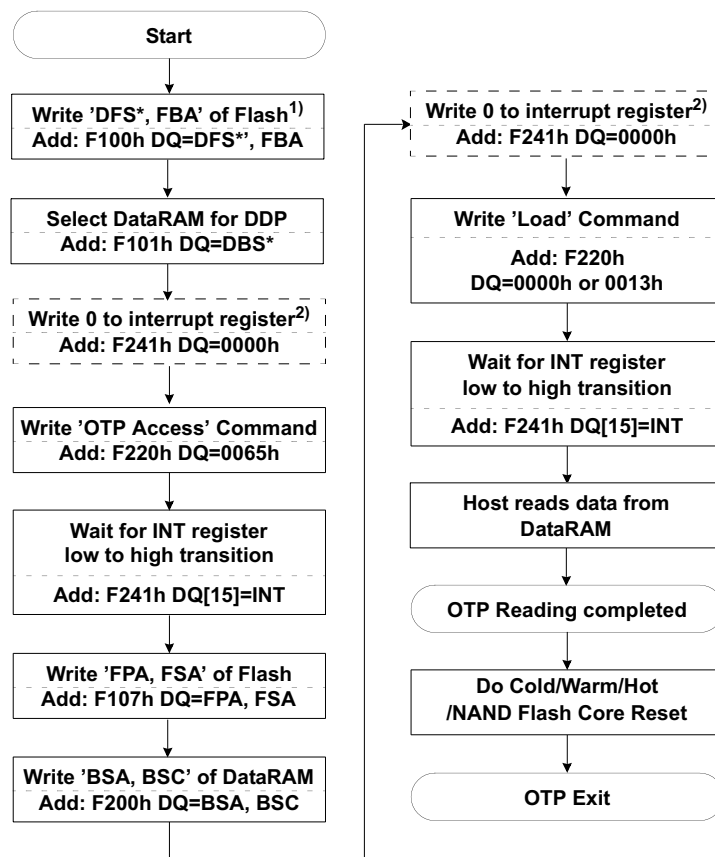 Start
Write 'DFS*, FBA' of Flash1)
Add: F100h DQ=DFS*', FBA
Select DataRAM for DDP
Add: F101h DQ=DBS*
Write 0 to interrupt register2)
Add: F241h DQ=0000h
Write 'OTP Access' Command
Add: F220h DQ=0065h
Wait for INT register
low to high transition
Add: F241h DQ[15]=INT
Write 'FPA, FSA' of Flash
Add: F107h DQ=FPA, FSA
Write 'BSA, BSC' of DataRAM
Add: F200h DQ=BSA, BSC
Write 0 to interrupt register2)
Add: F241h DQ=0000h
Write 'Load' Command
Add: F220h
DQ=0000h or 0013h
Wait for INT register
low to high transition
Add: F241h DQ[15]=INT
Host reads data from
DataRAM
OTP Reading completed
Do Cold/Warm/Hot
/NAND Flash Core Reset
OTP Exit